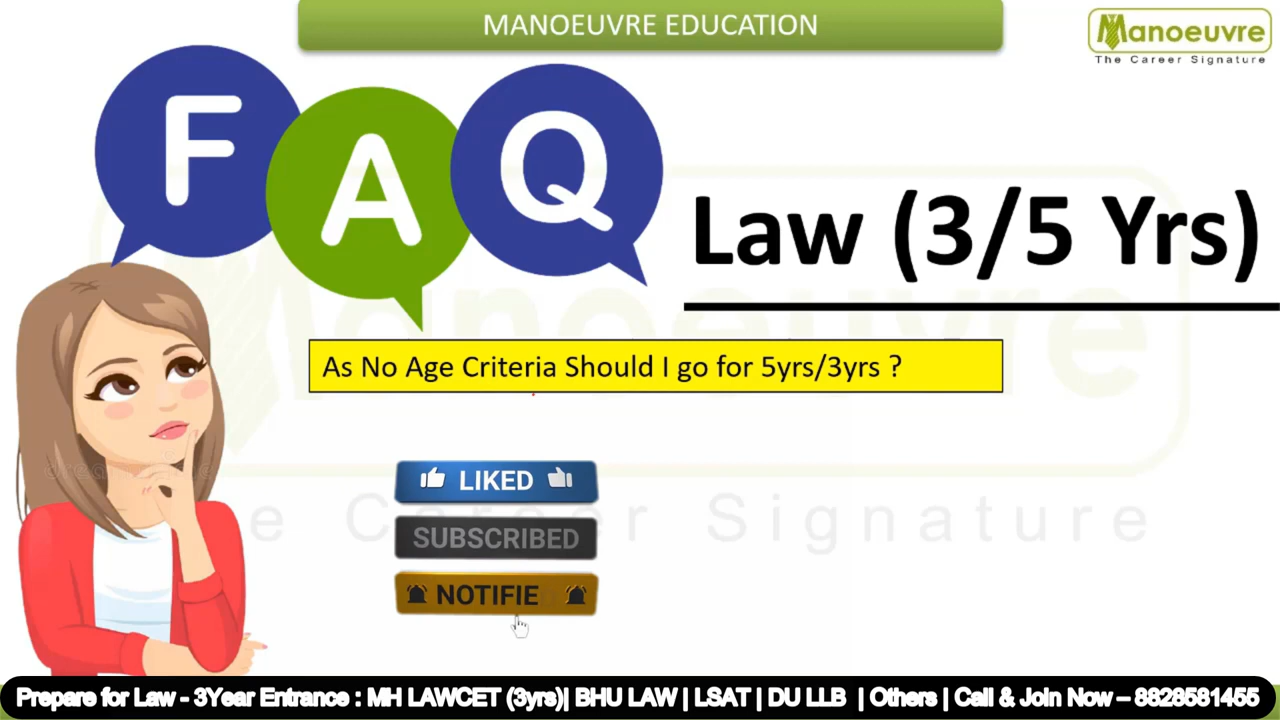 MANOEUVRE EDUCATION
Manoeuvre
The Career Signature
F A Q
Law (3/5 Yrs)
As No Age Criteria Should I go for 5yrs/3yrs ?
LIKED
SUBSCRIBED
NOTIFIE
Prepare for Law - 3Year Entrance : MH LAWCET (3yrs)| BHU LAW | LSAT | DU LLB | Others | Call & Join Now – 8828581455